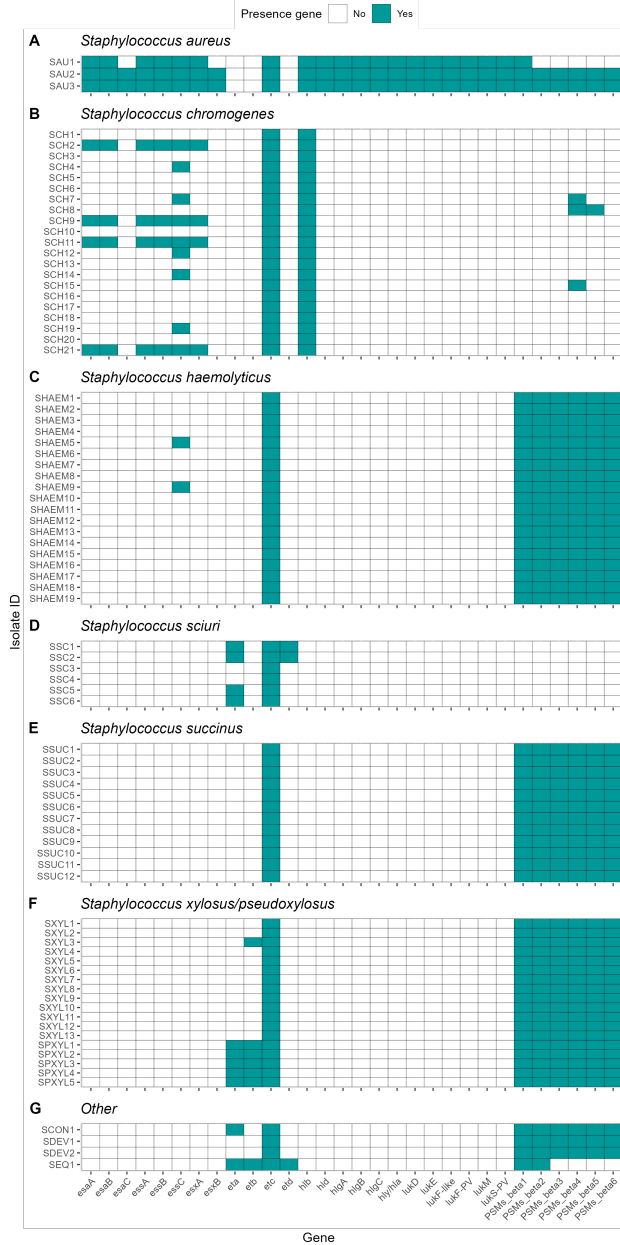 Presence gene No Yes
A Staphylococcus aureus
SAU1
SAU2
SAU3
B Staphylococcus chromogenes
SCH1
SCH2
SCH3
SCH4
SCH5
SCH6
SCH7
SCH8
SCH9
SCH10
SCH11
SCH12
SCH13
SCH14
SCH15
SCH16
SCH17
SCH18
SCH19
SCH20
SCH21
C Staphylococcus haemolyticus
SHAEM1
SHAEM2
SHAEM3
SHAEM4
SHAEM5
SHAEM6
SHAEM7
SHAEM8
SHAEM9
SHAEM10
SHAEM11
SHAEM12
SHAEM13
SHAEM14
SHAEM15
SHAEM16
SHAEM17
SHAEM18
SHAEM19
Isolate ID
D Staphylococcus sciuri
SSC1
SSC2
SSC3
SSC4
SSC5
SSC6
E Staphylococcus succinus
SSUC1
SSUC2
SSUC3
SSUC4
SSUC5
SSUC6
SSUC7
SSUC8
SSUC9
SSUC10
SSUC11
SSUC12
F Staphylococcus xylosus/pseudoxylosus
SXYL1
SXYL2
SXYL3
SXYL4
SXYL5
SXYL6
SXYL7
SXYL8
SXYL9
SXYL10
SXYL11
SXYL12
SXYL13
SPXYL1
SPXYL2
SPXYL3
SPXYL4
SPXYL5
G Other
SCON1
SDEV1
SDEV2
SEQ1
esaA
esaB
esaC
essA
essB
essC
esxA
esxB
eta
etb
etc
etd
hlb
hld
hlgA
hlgB
hlgC
hly/hla
lukD
lukE
lukF-like
lukF-PV
lukM
lukS-PV
PSMs_beta1
PSMs_beta2
PSMs_beta3
PSMs_beta4
PSMs_beta5
PSMs_beta6
Gene